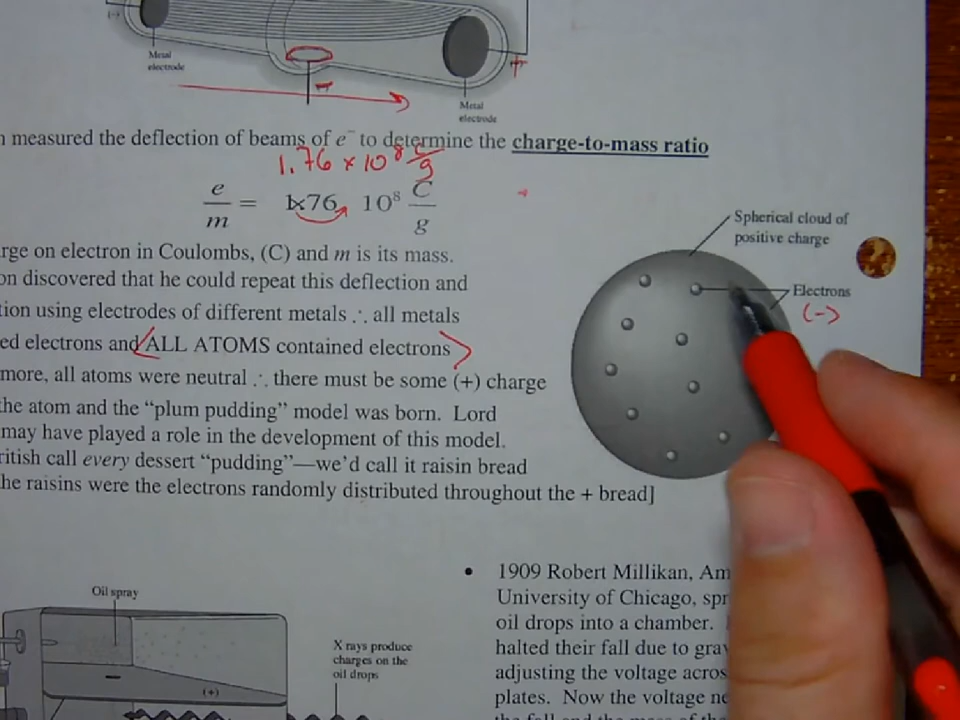 (-)
Metal
electrode
+
Metal
electrode
measured the deflection of beams of e⁻ to determine the charge-to-mass ratio
1.76 × 10⁸ C/g
e/m = 1.76 10⁸ C/g
rge on electron in Coulombs, (C) and m is its mass.
on discovered that he could repeat this deflection and
tion using electrodes of different metals ∴ all metals
ed electrons and <ALL ATOMS contained electrons>
more, all atoms were neutral ∴ there must be some (+) charge
the atom and the “plum pudding” model was born. Lord
may have played a role in the development of this model.
ritish call every dessert “pudding”—we’d call it raisin bread
he raisins were the electrons randomly distributed throughout the + bread]
Spherical cloud of
positive charge
Electrons
(-)
Oil spray
X rays produce
charges on the
oil drops
(+)
• 1909 Robert Millikan, Am
University of Chicago, spr
oil drops into a chamber.
halted their fall due to grav
adjusting the voltage acros
plates. Now the voltage ne